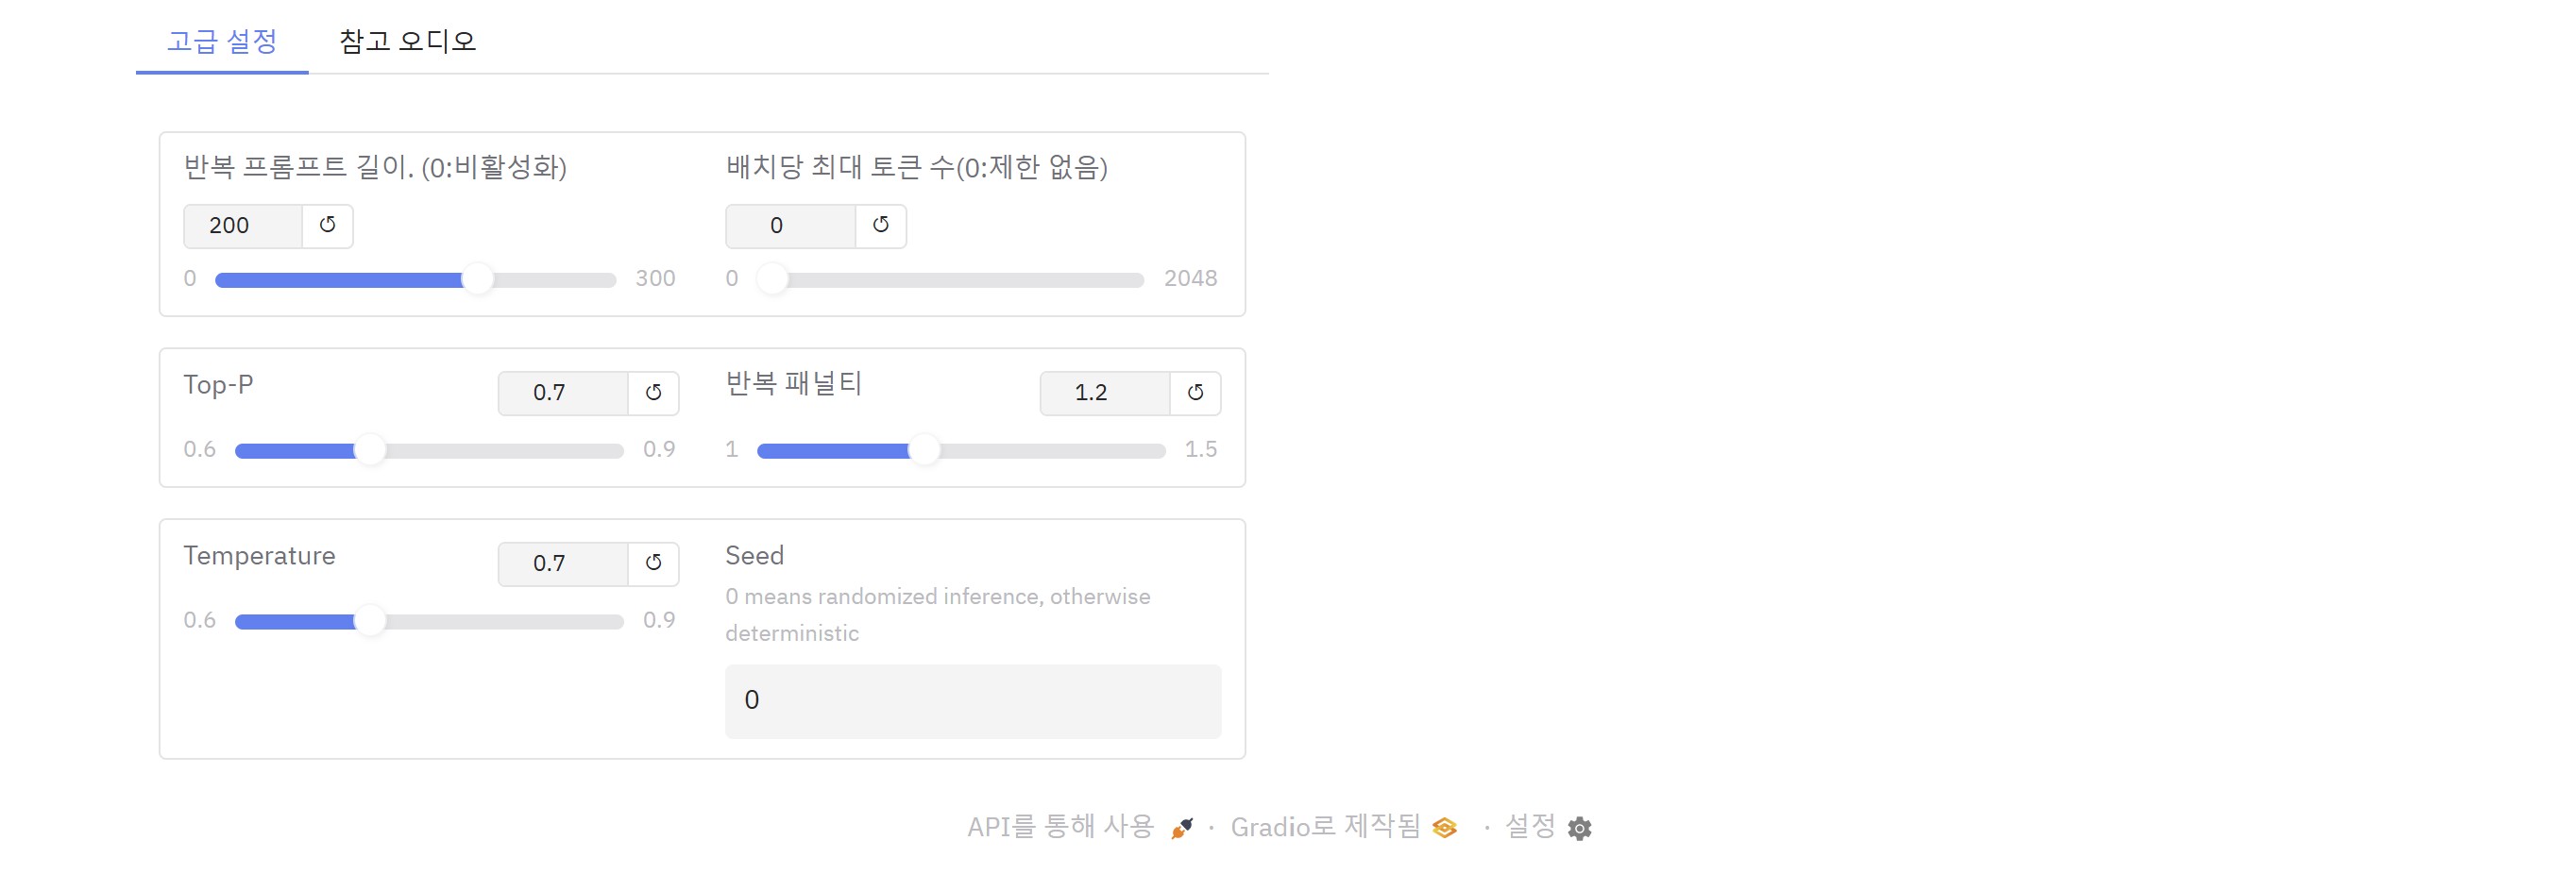 고급 설정 참고 오디오
반복 프롬프트 길이. (0:비활성화) 배치당 최대 토큰 수(0:제한 없음)
200 0
0 300 0 2048
Top-P 0.7 반복 패널티 1.2
0.6 0.9 1 1.5
Temperature 0.7 Seed
0 means randomized inference, otherwise
0.6 0.9
deterministic
0
API를 통해 사용 · Gradio로 제작됨 · 설정